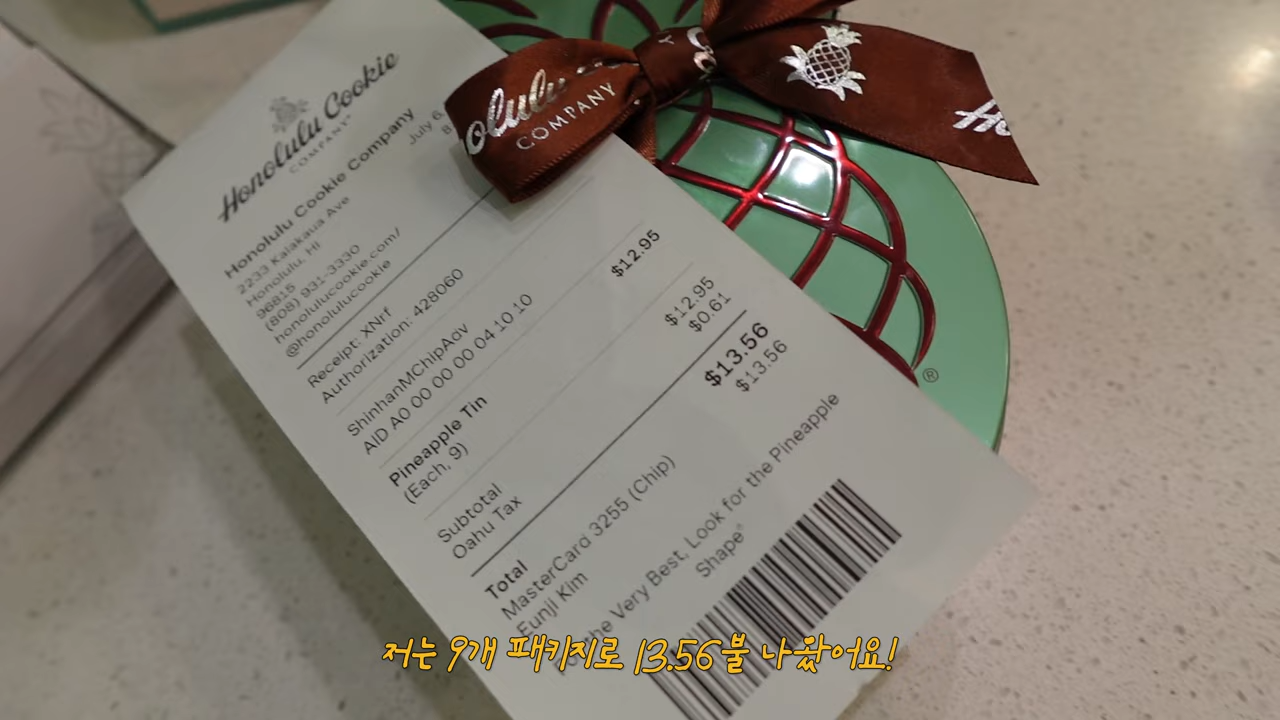 Honolulu Cookie
COMPANY
Honolulu Cookie Company
2233 Kalakaua Ave
Honolulu, HI
96815
(808) 931-3330
honolulucookie.com/
@honolulucookie
July 6,
8
Receipt: XNrf
Authorization: 428060
ShinhanMChipAdv
AID A0 00 00 00 04 10 10
Pineapple Tin $12.95
(Each, 9)
Subtotal $12.95
Oahu Tax $0.61
Total $13.56
MasterCard 3255 (Chip) $13.56
Eunji Kim
the Very Best, Look for the Pineapple
Shape®
olulu
COMPANY
®
저는 9개 패키지로 13.56불 나왔어요!